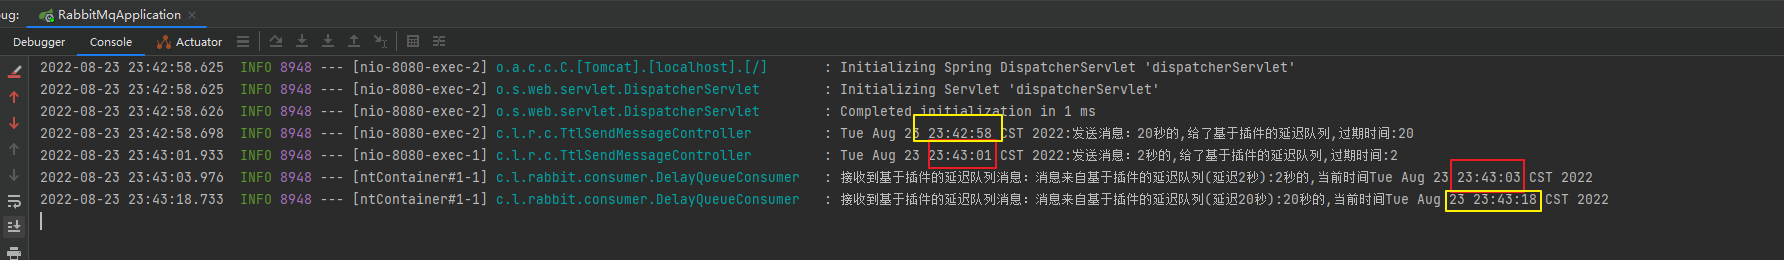 bug: RabbitMqApplication ×
Debugger Console Actuator
2022-08-23 23:42:58.625 INFO 8948 --- [nio-8080-exec-2] o.a.c.c.C.[Tomcat].[localhost].[/] : Initializing Spring DispatcherServlet 'dispatcherServlet'
2022-08-23 23:42:58.625 INFO 8948 --- [nio-8080-exec-2] o.s.web.servlet.DispatcherServlet : Initializing Servlet 'dispatcherServlet'
2022-08-23 23:42:58.626 INFO 8948 --- [nio-8080-exec-2] o.s.web.servlet.DispatcherServlet : Completed initialization in 1 ms
2022-08-23 23:42:58.698 INFO 8948 --- [nio-8080-exec-2] c.l.r.c.TtlSendMessageController : Tue Aug 23 23:42:58 CST 2022:发送消息：20秒的,给了基于插件的延迟队列,过期时间:20
2022-08-23 23:43:01.933 INFO 8948 --- [nio-8080-exec-1] c.l.r.c.TtlSendMessageController : Tue Aug 23 23:43:01 CST 2022:发送消息：2秒的,给了基于插件的延迟队列,过期时间:2
2022-08-23 23:43:03.976 INFO 8948 --- [ntContainer#1-1] c.l.rabbit.consumer.DelayQueueConsumer : 接收到基于插件的延迟队列消息：消息来自基于插件的延迟队列(延迟2秒):2秒的,当前时间Tue Aug 23 23:43:03 CST 2022
2022-08-23 23:43:18.733 INFO 8948 --- [ntContainer#1-1] c.l.rabbit.consumer.DelayQueueConsumer : 接收到基于插件的延迟队列消息：消息来自基于插件的延迟队列(延迟20秒):20秒的,当前时间Tue Aug 23 23:43:18 CST 2022